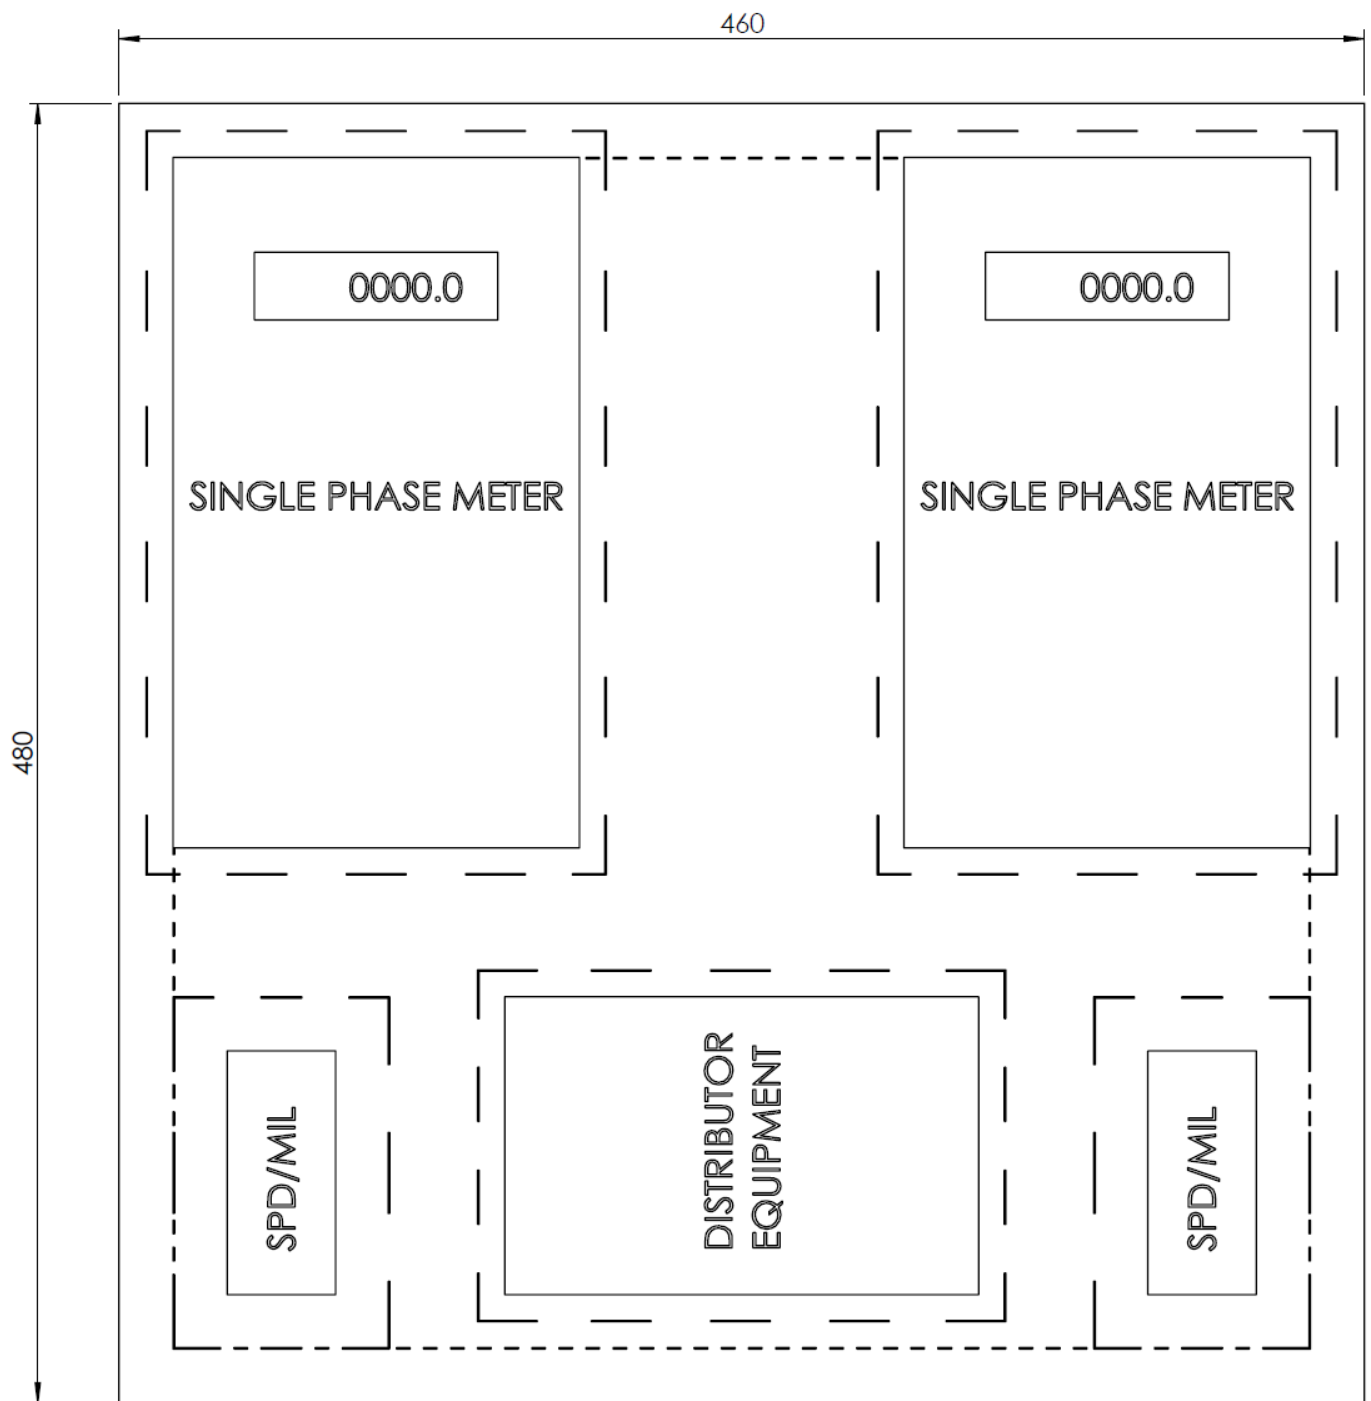 460
0000.0
0000.0
SINGLE PHASE METER
SINGLE PHASE METER
480
SPD/MIL
DISTRIBUTOR
EQUIPMENT
SPD/MIL